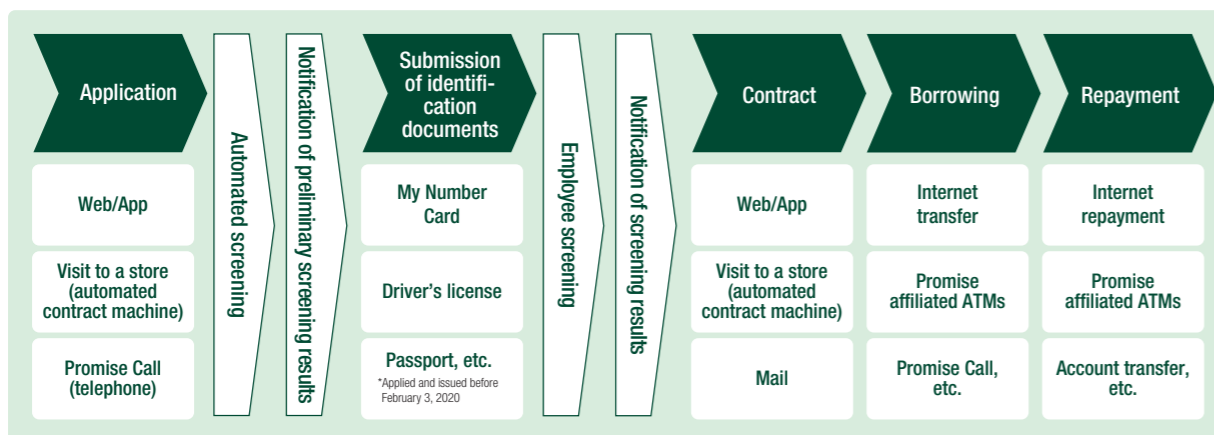 Application
Web/App
Visit to a store
(automated
contract machine)
Promise Call
(telephone)
Automated screening
Notification of preliminary screening results
Submission
of identifi-
cation
documents
My Number
Card
Driver's license
Passport, etc.
*Applied and issued before
February 3, 2020
Employee screening
Notification of screening results
Contract
Web/App
Visit to a store
(automated
contract machine)
Mail
Borrowing
Internet
transfer
Promise
affiliated ATMs
Promise Call,
etc.
Repayment
Internet
repayment
Promise
affiliated ATMs
Account transfer,
etc.